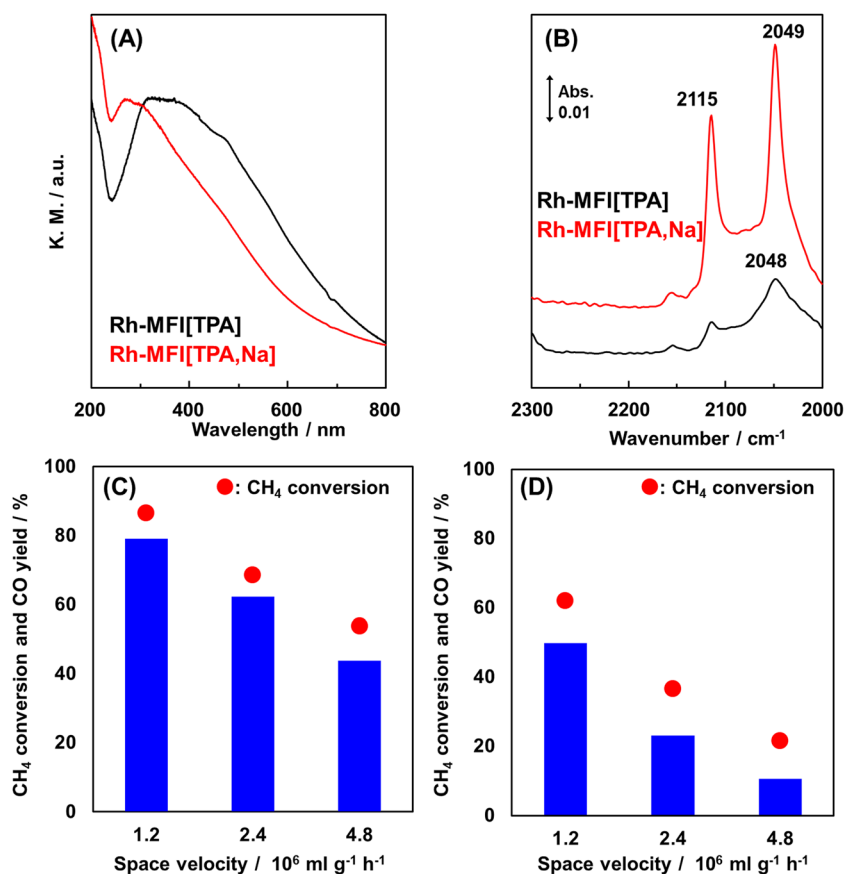 (A)
K. M. / a.u.
Rh-MFI[TPA]
Rh-MFI[TPA,Na]
200 400 600 800
Wavelength / nm
(B)
2049
Abs.
0.01
2115
Rh-MFI[TPA]
Rh-MFI[TPA,Na]
2048
2300 2200 2100 2000
Wavenumber / cm-1
(C)
: CH4 conversion
CH4 conversion and CO yield / %
100
80
60
40
20
0
1.2 2.4 4.8
Space velocity / 10⁶ ml g-1 h-1
(D)
: CH4 conversion
CH4 conversion and CO yield / %
100
80
60
40
20
0
1.2 2.4 4.8
Space velocity / 10⁶ ml g-1 h-1